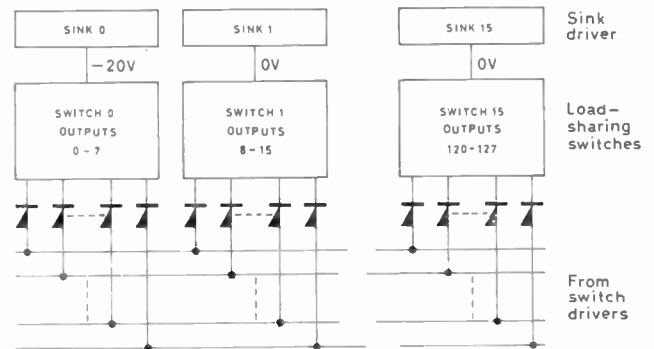 SINK 0
SINK 1
SINK 15
Sink
driver
−20V
0V
0V
SWITCH 0
OUTPUTS
0 - 7
SWITCH 1
OUTPUTS
8 - 15
SWITCH 15
OUTPUTS
120 - 127
Load-
sharing
switches
From
switch
drivers